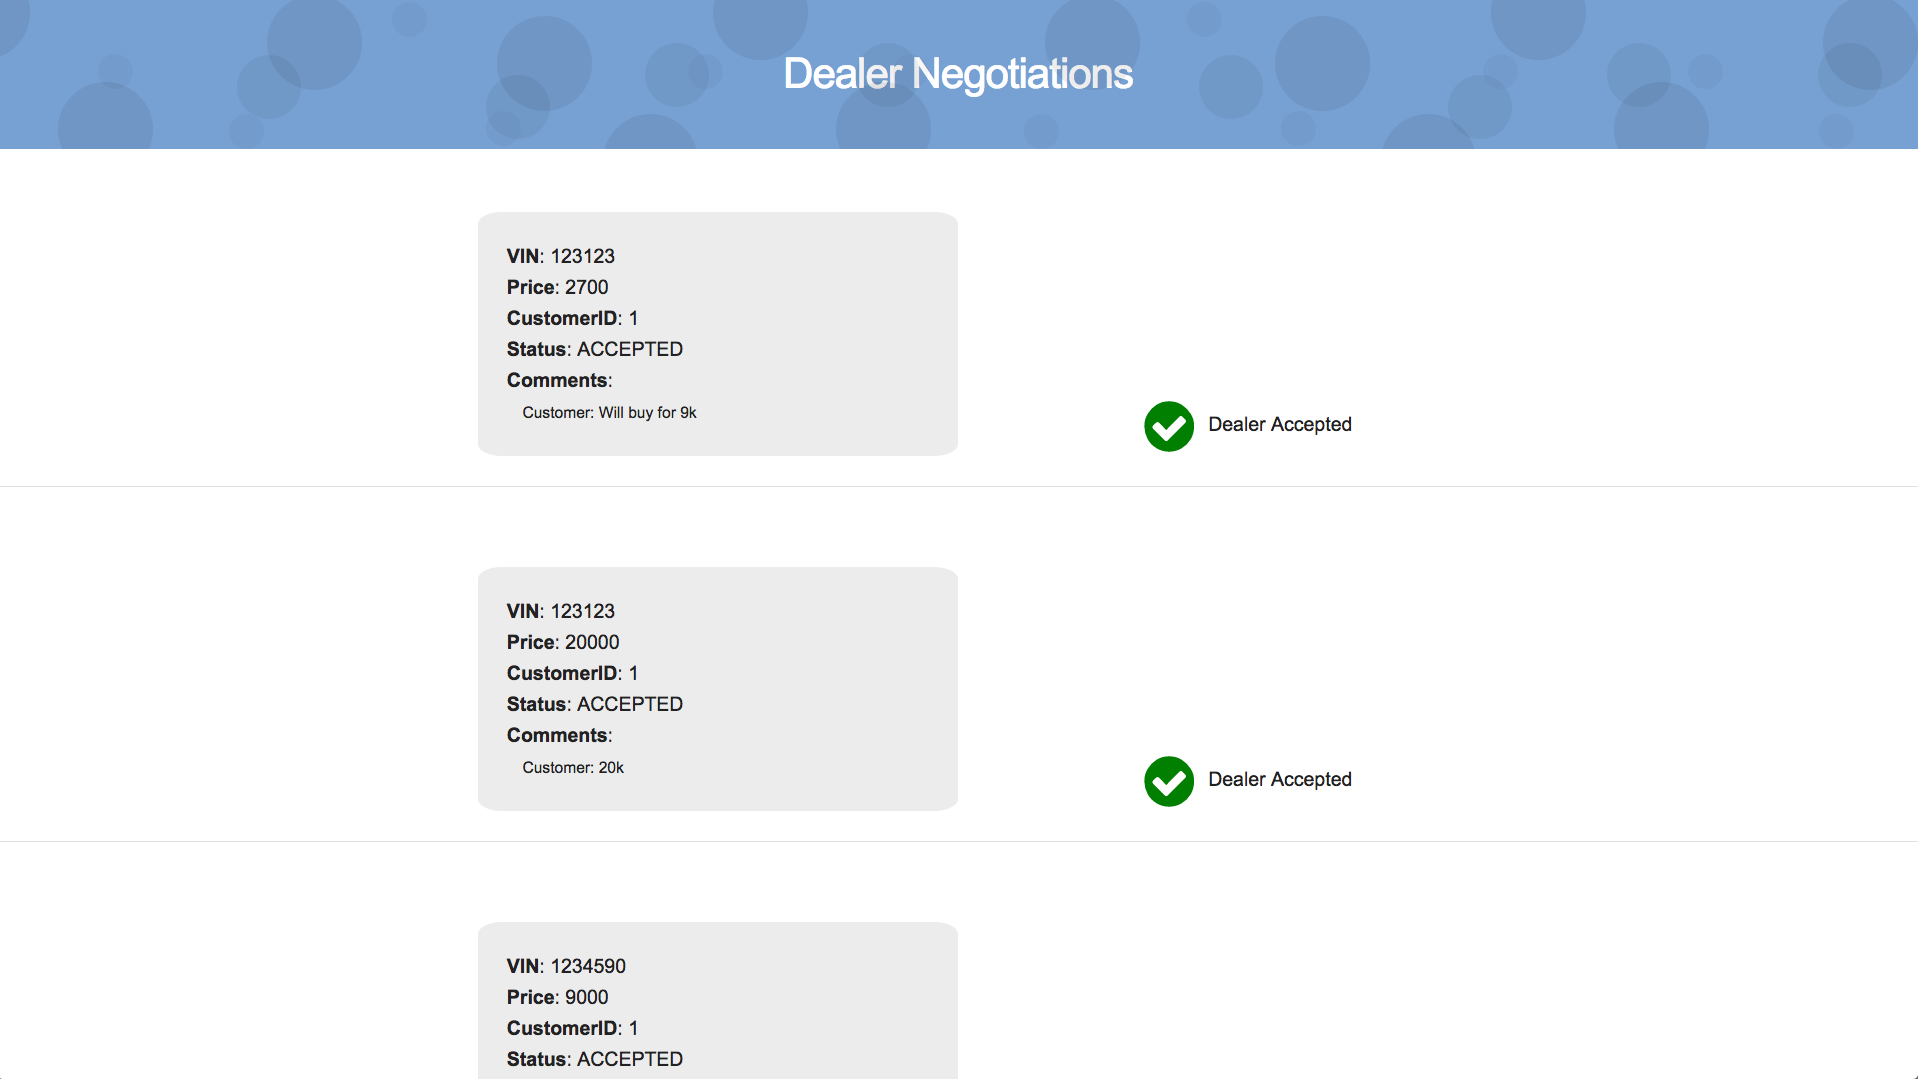 Dealer Negotiations
VIN: 123123
Price: 2700
CustomerID: 1
Status: ACCEPTED
Comments:
Customer: Will buy for 9k
Dealer Accepted
VIN: 123123
Price: 20000
CustomerID: 1
Status: ACCEPTED
Comments:
Customer: 20k
Dealer Accepted
VIN: 1234590
Price: 9000
CustomerID: 1
Status: ACCEPTED